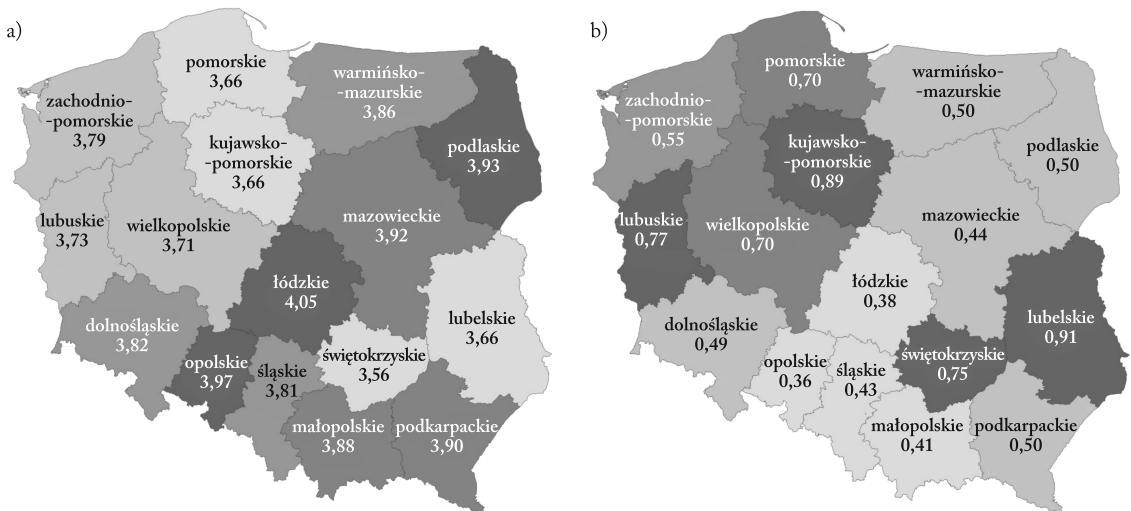 a)
pomorskie
3,66
warmińsko-
-mazurskie
3,86
zachodnio-
-pomorskie
3,79
kujawsko-
-pomorskie
3,66
podlaskie
3,93
lubuskie
3,73
wielkopolskie
3,71
mazowieckie
3,92
łódzkie
4,05
lubelskie
3,66
dolnośląskie
3,82
opolskie
3,97
śląskie
3,81
świętokrzyskie
3,56
małopolskie
3,88
podkarpackie
3,90
b)
pomorskie
0,70
warmińsko-
-mazurskie
0,50
zachodnio-
-pomorskie
0,55
kujawsko-
-pomorskie
0,89
podlaskie
0,50
lubuskie
0,77
wielkopolskie
0,70
mazowieckie
0,44
łódzkie
0,38
lubelskie
0,91
dolnośląskie
0,49
opolskie
0,36
śląskie
0,43
świętokrzyskie
0,75
małopolskie
0,41
podkarpackie
0,50